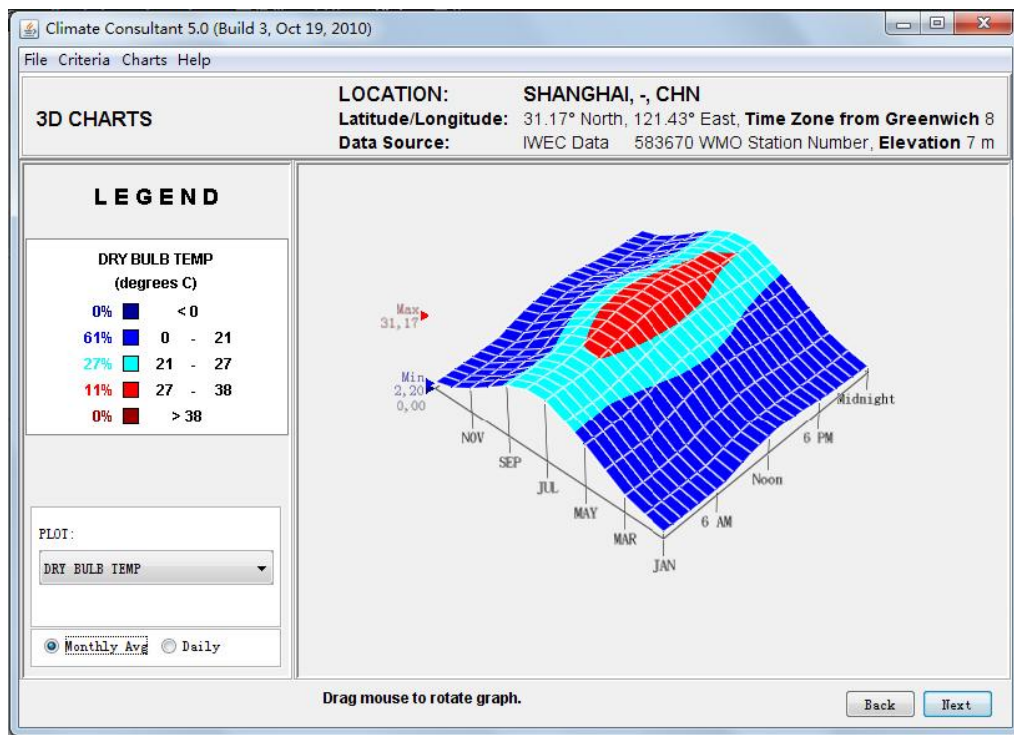 Climate Consultant 5.0 (Build 3, Oct 19, 2010)
File Criteria Charts Help
3D CHARTS
LOCATION: SHANGHAI, -, CHN
Latitude/Longitude: 31.17° North, 121.43° East, Time Zone from Greenwich 8
Data Source: IWEC Data 583670 WMO Station Number, Elevation 7 m
LEGEND
DRY BULB TEMP
(degrees C)
0% < 0
61% 0 - 21
27% 21 - 27
11% 27 - 38
0% > 38
PLOT:
DRY BULB TEMP
Monthly Avg Daily
Max
31,17
Min
2,20
0,00
NOV
SEP
JUL
MAY
MAR
JAN
6 AM
Noon
6 PM
Midnight
Drag mouse to rotate graph.
Back Next